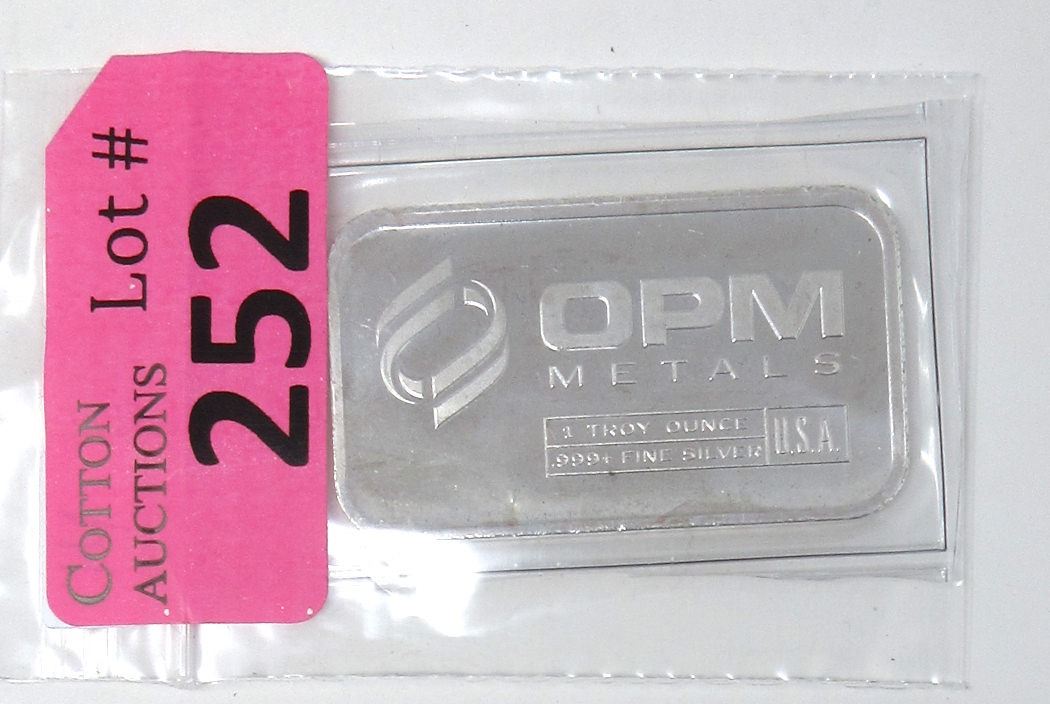 COTTON
AUCTIONS
Lot #
252
OPM
METALS
1 TROY OUNCE
.999+ FINE SILVER
U.S.A.